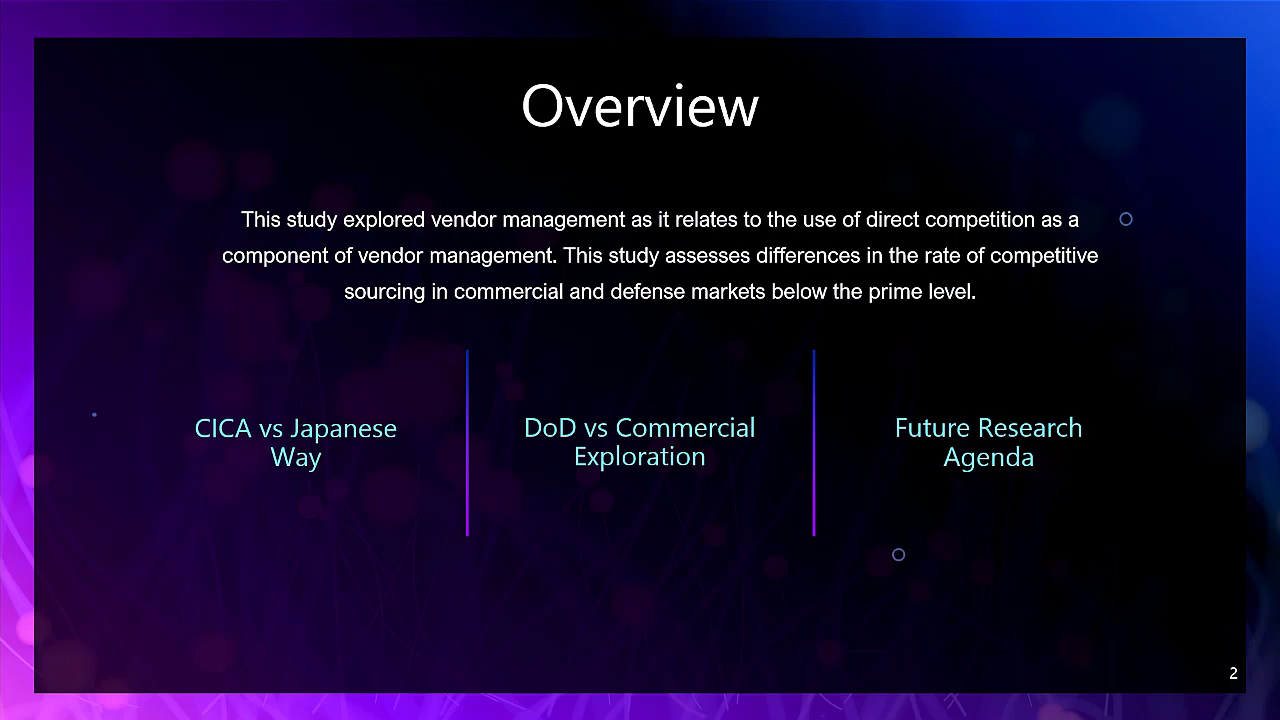 Overview
This study explored vendor management as it relates to the use of direct competition as a
component of vendor management. This study assesses differences in the rate of competitive
sourcing in commercial and defense markets below the prime level.
CICA vs Japanese
Way
DoD vs Commercial
Exploration
Future Research
Agenda
2